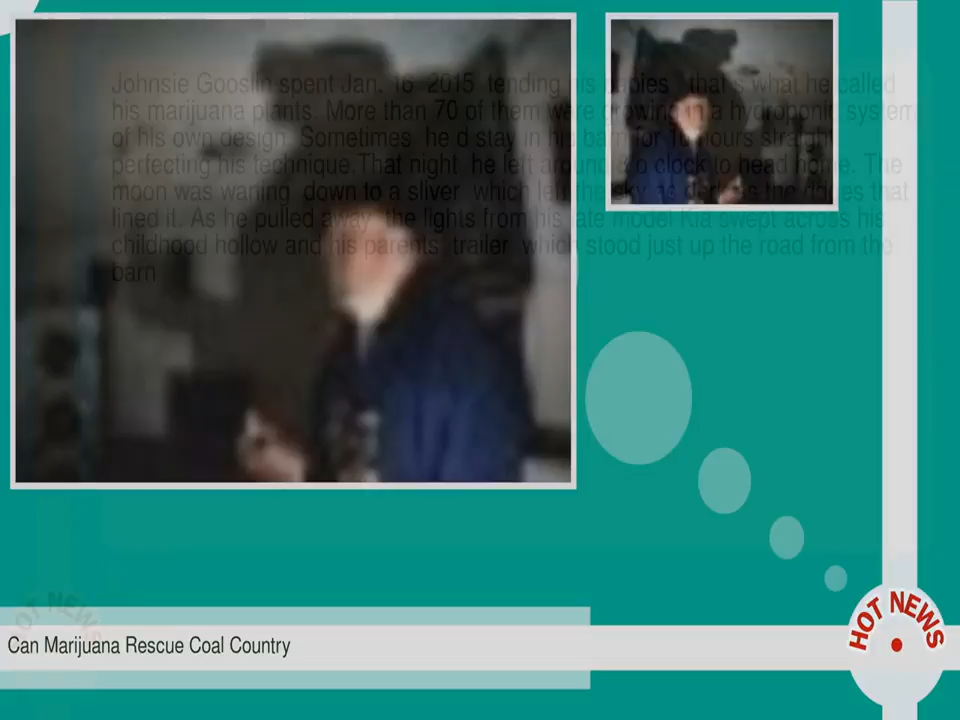 Johnsie Gooslin spent Jan. 16 2015 tending his babies that's what he called
his marijuana plants. More than 70 of them were growing in a hydroponic system
of his own design. Sometimes he d stay in his barn for hours straight
perfecting his technique. That night he left around o clock to head home. The
moon was waning down to a sliver which left the sky as dark as the ridges that
lined it. As he pulled away the lights from his late model Kia swept across his
childhood hollow and his parents trailer which stood just up the road from the
barn
HOT NEWS
Can Marijuana Rescue Coal Country
HOT NEWS